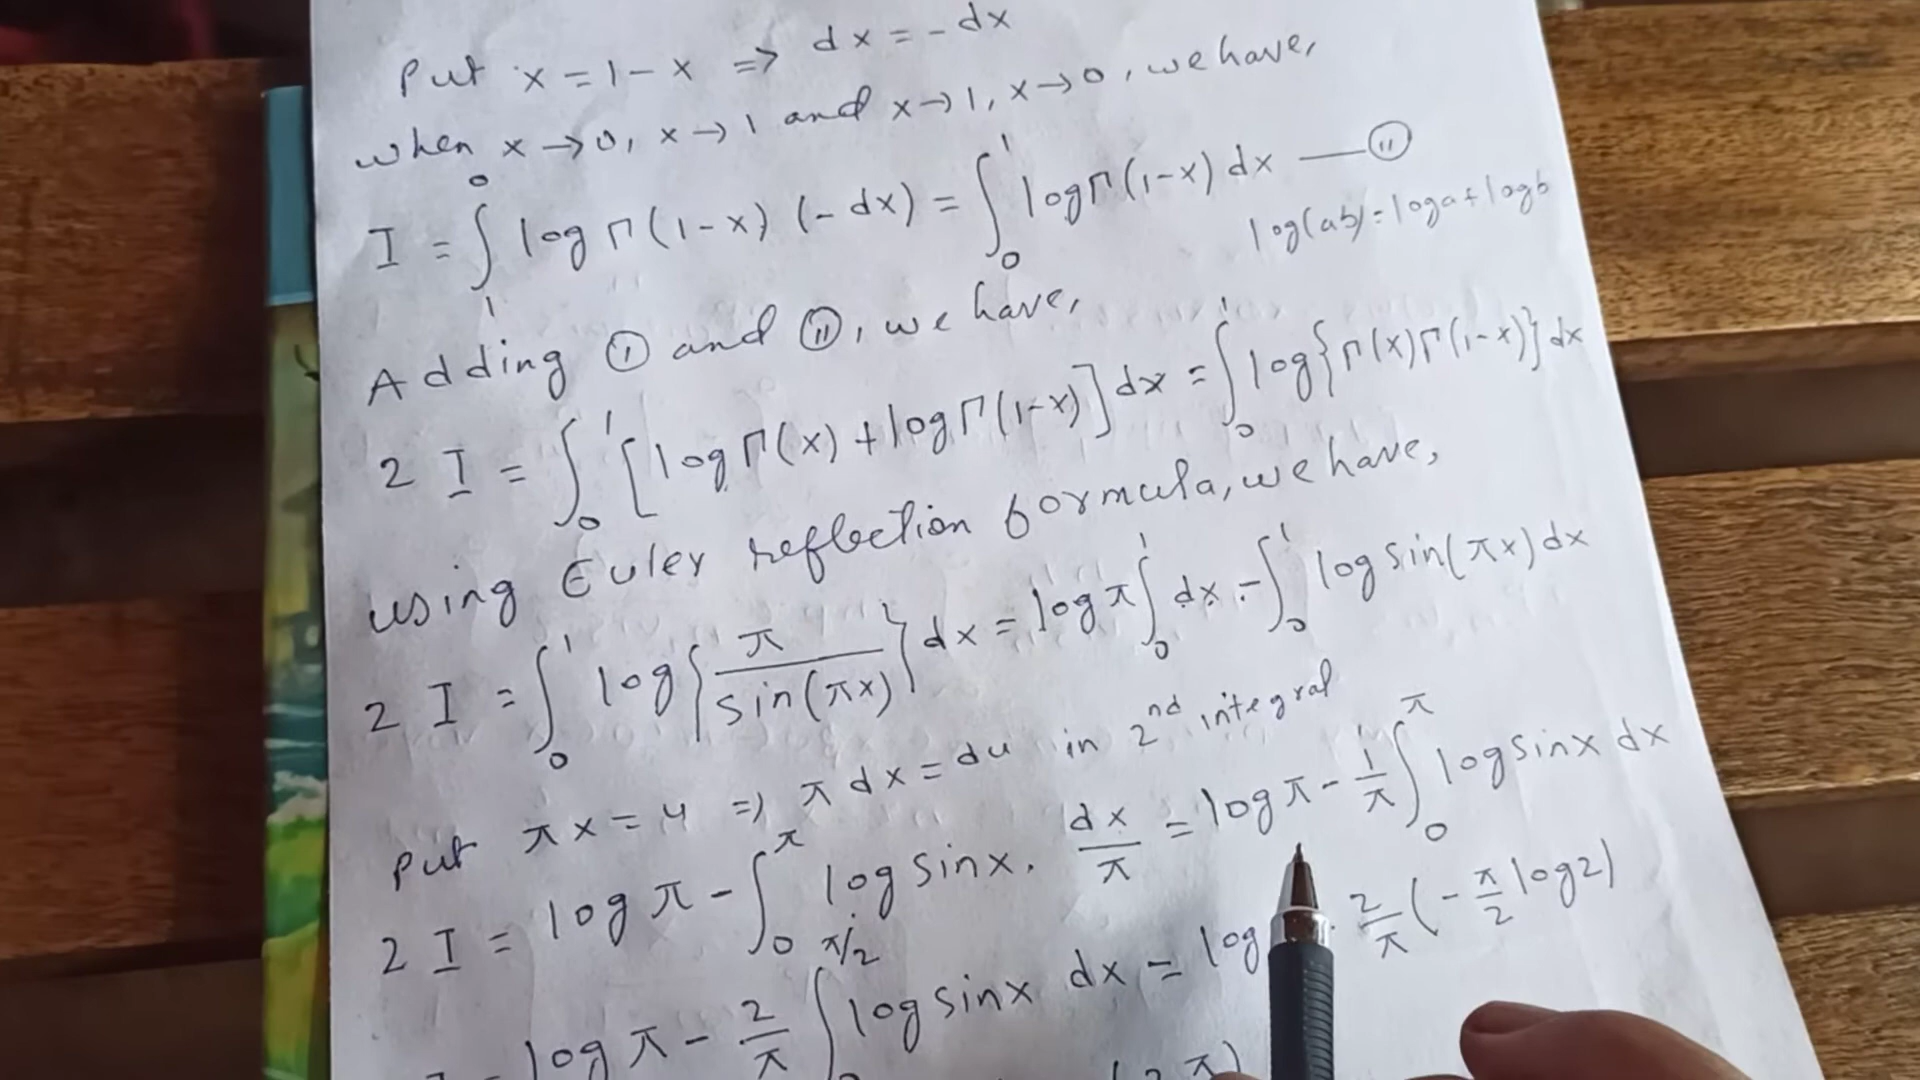 Put x = 1 - x => dx = - dx
when x → 0, x → 1 and x → 1, x → 0, we have,
I = ∫₁⁰ log Γ(1-x) (-dx) = ∫₀¹ log Γ(1-x) dx — (II)
log(ab) = log a + log b
Adding (I) and (II), we have,
2 I = ∫₀¹ [log Γ(x) + log Γ(1-x)] dx = ∫₀¹ log{Γ(x)Γ(1-x)} dx
using Euler reflection formula, we have,
2 I = ∫₀¹ log{π/sin(πx)} dx = log π ∫₀¹ dx - ∫₀¹ log sin(πx) dx
Put πx = u => π dx = du in 2nd integral
2 I = log π - ∫₀^π log sin x . dx/π = log π - 1/π ∫₀^π log sin x dx
log π - 2/π ∫₀^(π/2) log sin x dx = log 2/π (-π/2 log 2)
(2π)